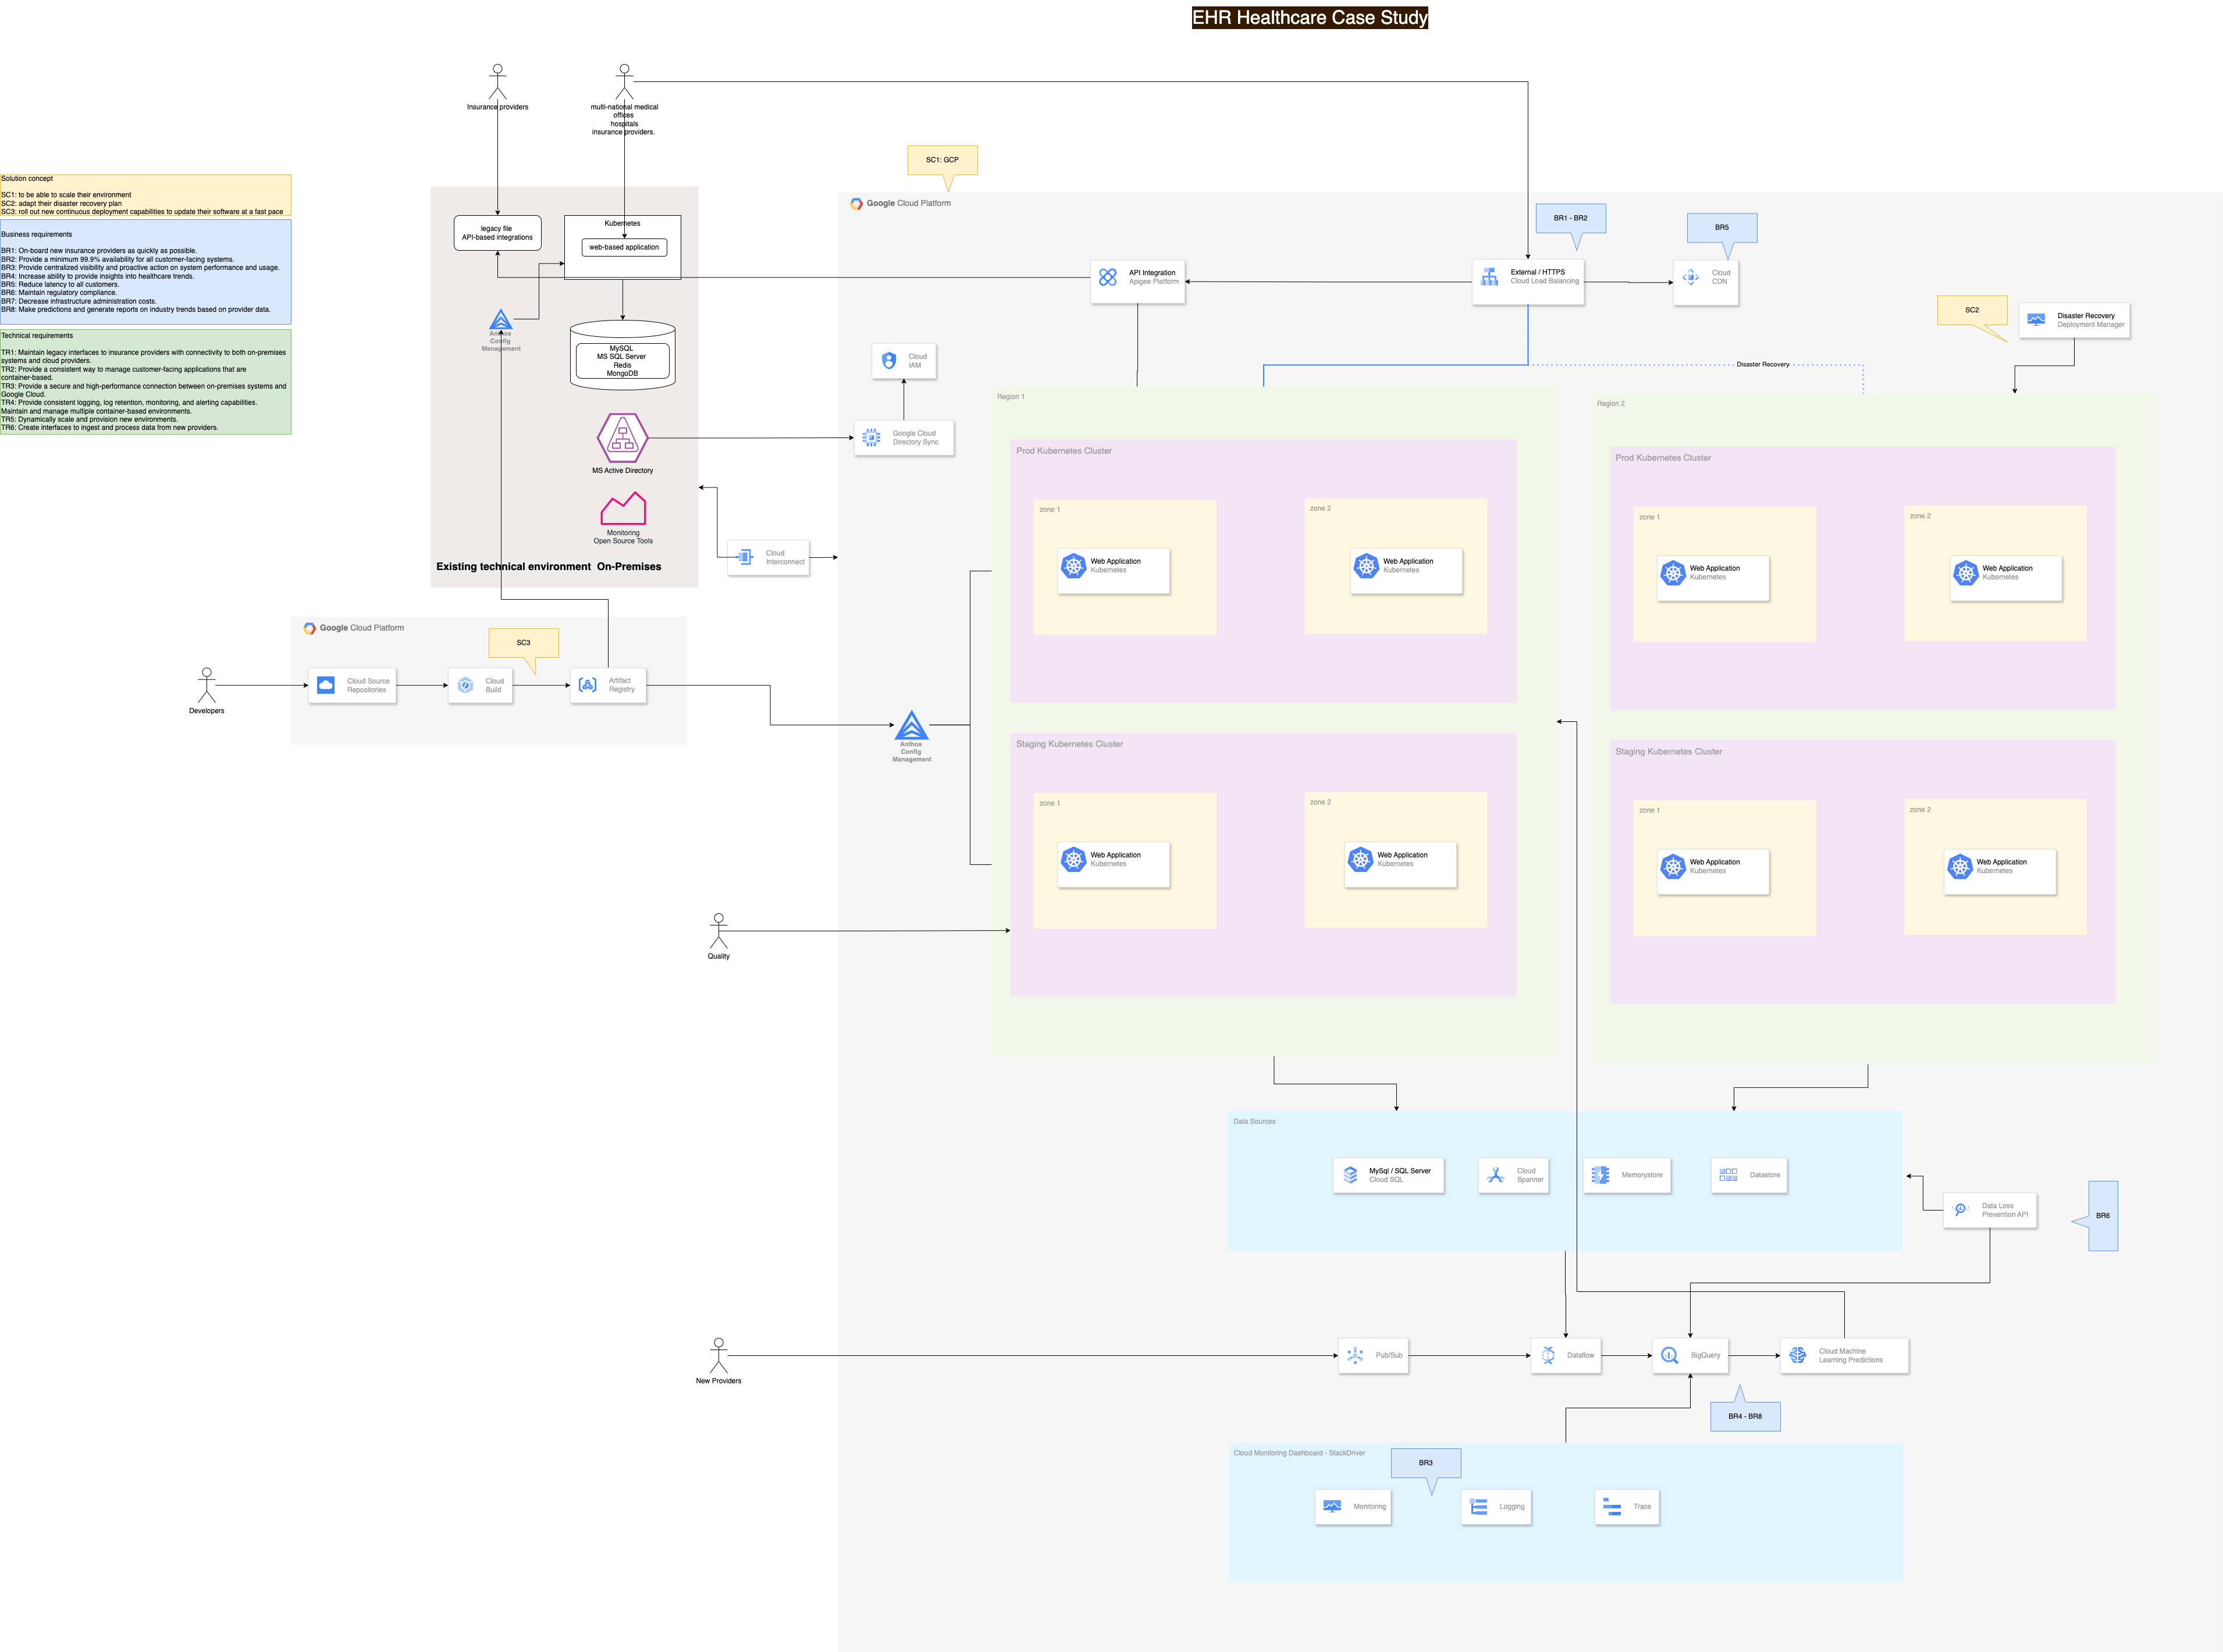 EHR Healthcare Case Study
Insurance providers
multi-national medical
offices
hospitals
insurance providers.
Solution concept
SC1: to be able to scale their environment
SC2: adapt their disaster recovery plan
SC3: roll out new continuous deployment capabilities to update their software at a fast pace
Business requirements
BR1: On-board new insurance providers as quickly as possible.
BR2: Provide a minimum 99.9% availability for all customer-facing systems.
BR3: Provide centralized visibility and proactive action on system performance and usage.
BR4: Increase ability to provide insights into healthcare trends.
BR5: Reduce latency to all customers.
BR6: Maintain regulatory compliance.
BR7: Decrease infrastructure administration costs.
BR8: Make predictions and generate reports on industry trends based on provider data.
Technical requirements
TR1: Maintain legacy interfaces to insurance providers with connectivity to both on-premises
systems and cloud providers.
TR2: Provide a consistent way to manage customer-facing applications that are
container-based.
TR3: Provide a secure and high-performance connection between on-premises systems and
Google Cloud.
TR4: Provide consistent logging, log retention, monitoring, and alerting capabilities.
Maintain and manage multiple container-based environments.
TR5: Dynamically scale and provision new environments.
TR6: Create interfaces to ingest and process data from new providers.
legacy file
API-based integrations
Kubernetes
web-based application
Anthos
Config
Management
MySQL
MS SQL Server
Redis
MongoDB
MS Active Directory
Monitoring
Open Source Tools
Existing technical environment On-Premises
SC1: GCP
Google Cloud Platform
BR1 - BR2
BR5
API Integration
Apigee Platform
External / HTTPS
Cloud Load Balancing
Cloud
CDN
SC2
Disaster Recovery
Deployment Manager
Disaster Recovery
Cloud
IAM
Google Cloud
Directory Sync
Cloud
Interconnect
Google Cloud Platform
SC3
Developers
Cloud Source
Repositories
Cloud
Build
Artifact
Registry
Anthos
Config
Management
Region 1
Prod Kubernetes Cluster
zone 1
Web Application
Kubernetes
zone 2
Web Application
Kubernetes
Staging Kubernetes Cluster
zone 1
Web Application
Kubernetes
zone 2
Web Application
Kubernetes
Region 2
Prod Kubernetes Cluster
zone 1
Web Application
Kubernetes
zone 2
Web Application
Kubernetes
Staging Kubernetes Cluster
zone 1
Web Application
Kubernetes
zone 2
Web Application
Kubernetes
Quality
Data Sources
MySql / SQL Server
Cloud SQL
Cloud
Spanner
Memorystore
Datastore
Data Loss
Prevention API
BR6
New Providers
Pub/Sub
Dataflow
BigQuery
Cloud Machine
Learning Predictions
BR4 - BR8
Cloud Monitoring Dashboard - StackDriver
BR3
Monitoring
Logging
Trace